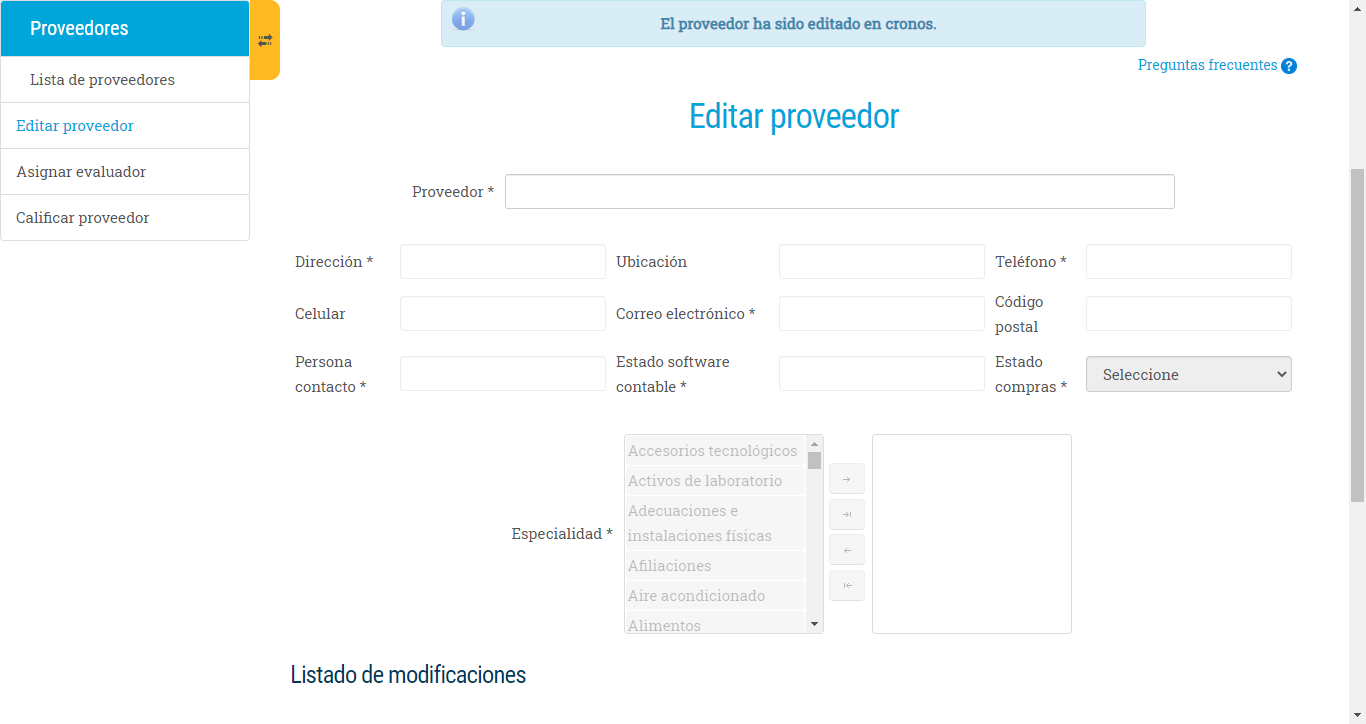 Proveedores
Lista de proveedores
Editar proveedor
Asignar evaluador
Calificar proveedor
El proveedor ha sido editado en cronos.
Preguntas frecuentes ?
Editar proveedor
Proveedor *
Dirección *
Ubicación
Teléfono *
Celular
Correo electrónico *
Código
postal
Persona
contacto *
Estado software
contable *
Estado
compras *
Seleccione
Especialidad *
Accesorios tecnológicos
Activos de laboratorio
Adecuaciones e
instalaciones físicas
Afiliaciones
Aire acondicionado
Alimentos
Listado de modificaciones